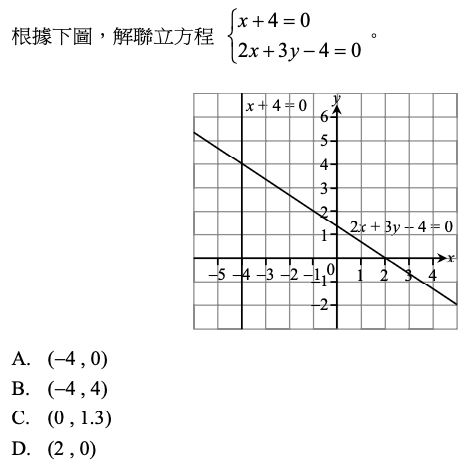 根據下圖，解聯立方程 { x + 4 = 0
2x + 3y − 4 = 0 。
x + 4 = 0
y
6
5
4
3
2
2x + 3y − 4 = 0
1
x
−5 −4 −3 −2 −1 0 1 2 3 4
−1
−2
A. (−4 , 0)
B. (−4 , 4)
C. (0 , 1.3)
D. (2 , 0)